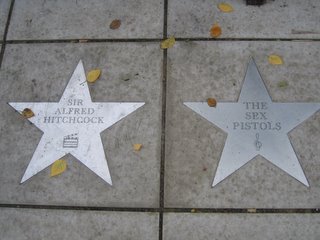 SIR
ALFRED
HITCHCOCK
THE
SEX
PISTOLS